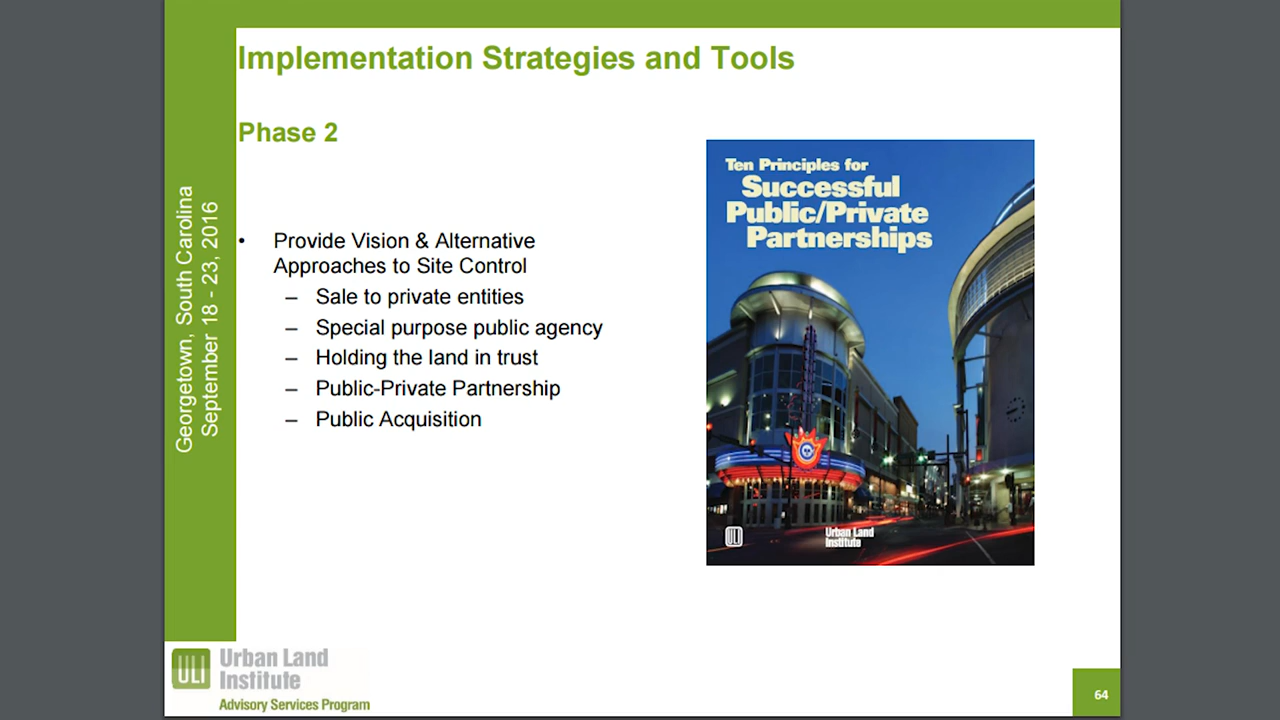 Implementation Strategies and Tools
Phase 2
Georgetown, South Carolina
September 18 - 23, 2016
• Provide Vision & Alternative
Approaches to Site Control
– Sale to private entities
– Special purpose public agency
– Holding the land in trust
– Public-Private Partnership
– Public Acquisition
Ten Principles for
Successful
Public/Private
Partnerships
ULI
Urban Land
Institute
ULI
Urban Land
Institute
Advisory Services Program
64